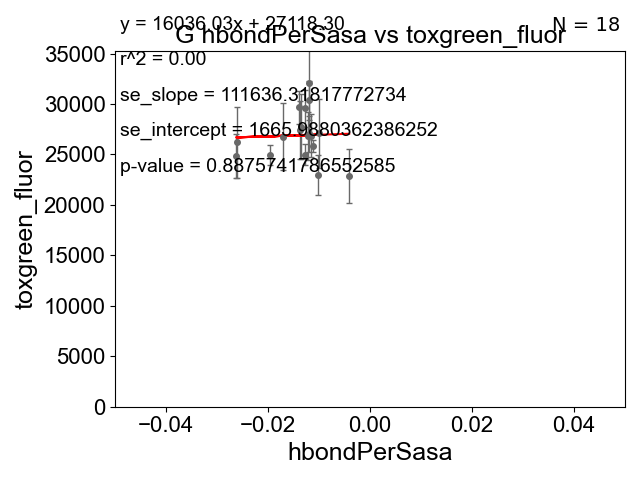 y = 16036.03x + 27118.30
N = 18
G hbondPerSasa vs toxgreen_fluor
r^2 = 0.00
se_slope = 111636.31817772734
se_intercept = 1665.9880362386252
p-value = 0.8875741786552585
toxgreen_fluor
35000
30000
25000
20000
15000
10000
5000
0
−0.04
−0.02
0.00
0.02
0.04
hbondPerSasa